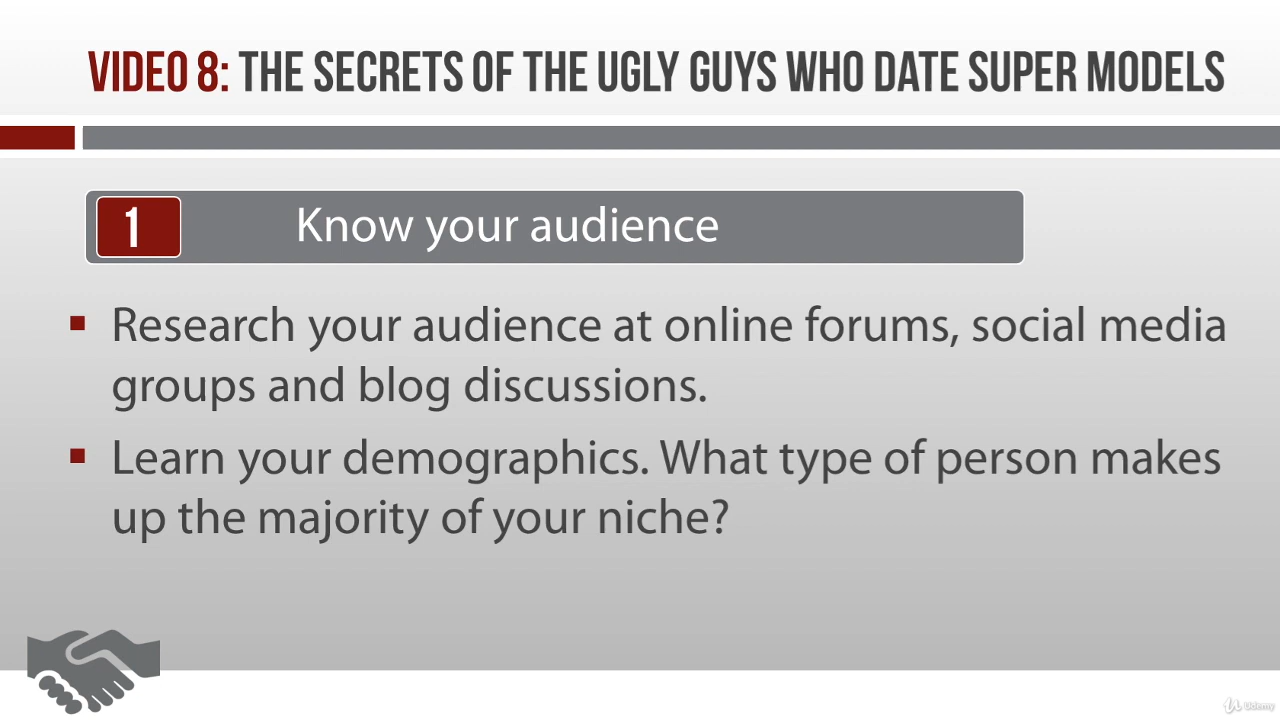 VIDEO 8: THE SECRETS OF THE UGLY GUYS WHO DATE SUPER MODELS
1 Know your audience
Research your audience at online forums, social media
groups and blog discussions.
Learn your demographics. What type of person makes
up the majority of your niche?
Udemy